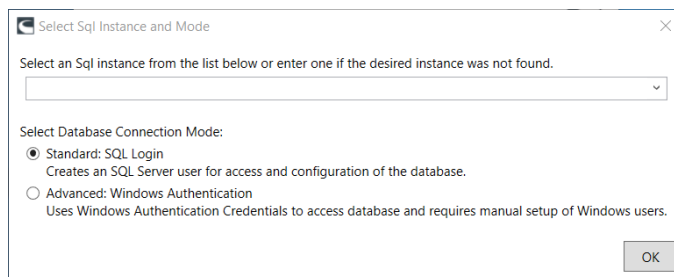 Select Sql Instance and Mode
Select an Sql instance from the list below or enter one if the desired instance was not found.
Select Database Connection Mode:
Standard: SQL Login
Creates an SQL Server user for access and configuration of the database.
Advanced: Windows Authentication
Uses Windows Authentication Credentials to access database and requires manual setup of Windows users.
OK